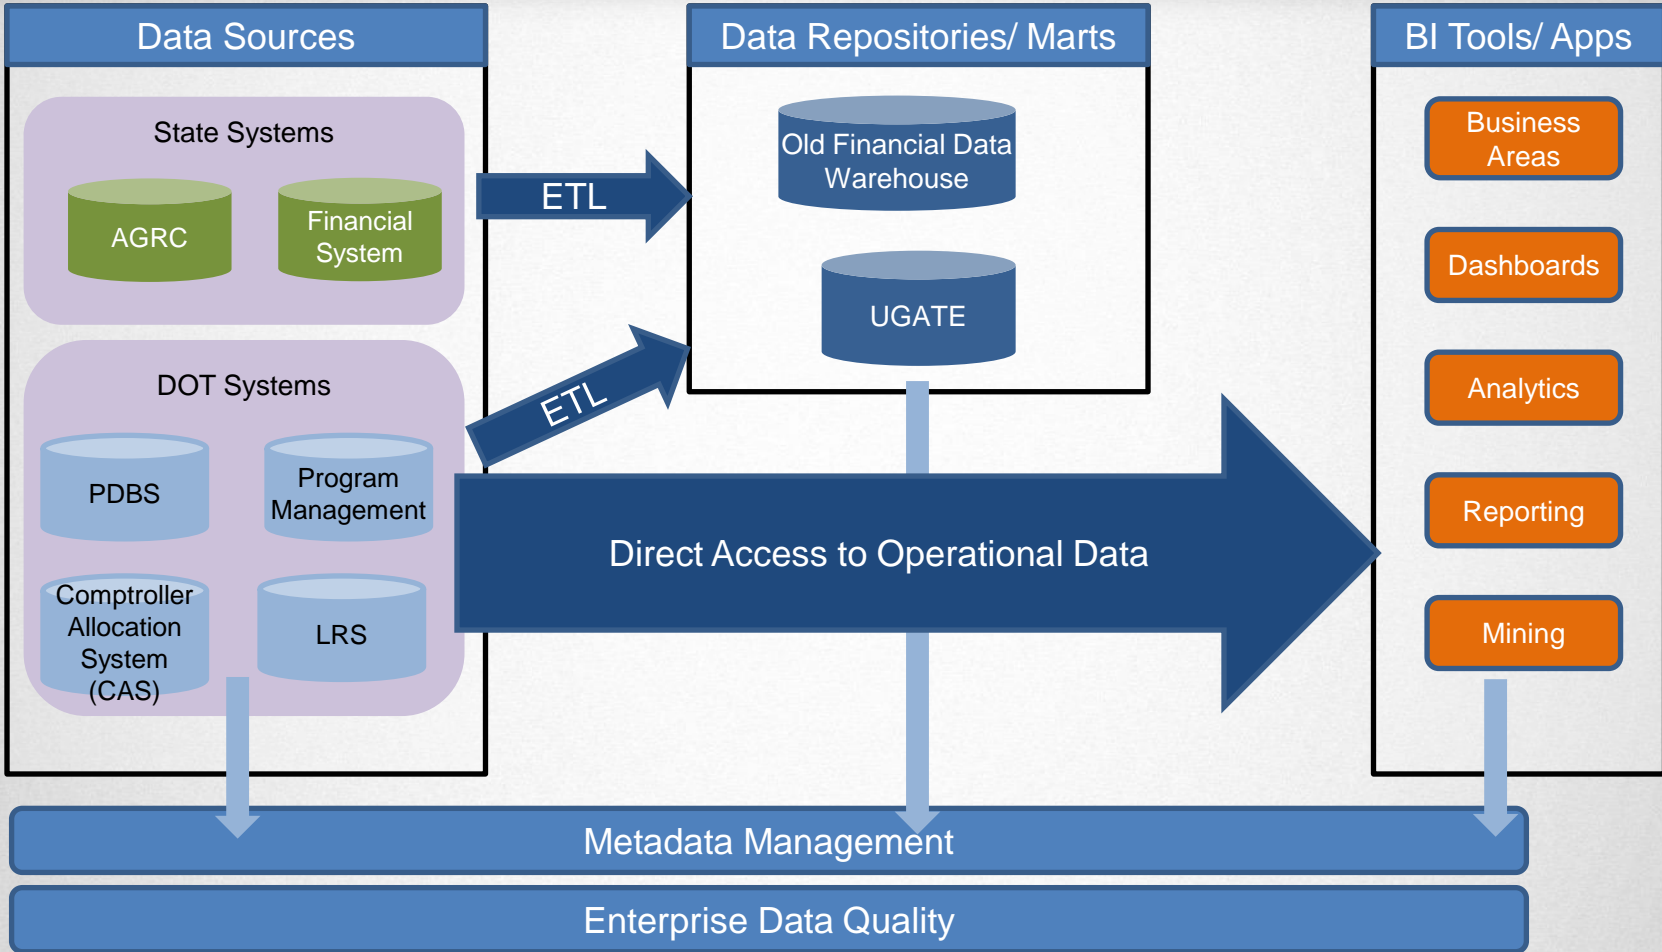 Data Sources
State Systems
AGRC
Financial
System
ETL
DOT Systems
PDBS
Program
Management
Comptroller
Allocation
System
(CAS)
LRS
ETL
Data Repositories/ Marts
Old Financial Data
Warehouse
UGATE
Direct Access to Operational Data
BI Tools/ Apps
Business
Areas
Dashboards
Analytics
Reporting
Mining
Metadata Management
Enterprise Data Quality